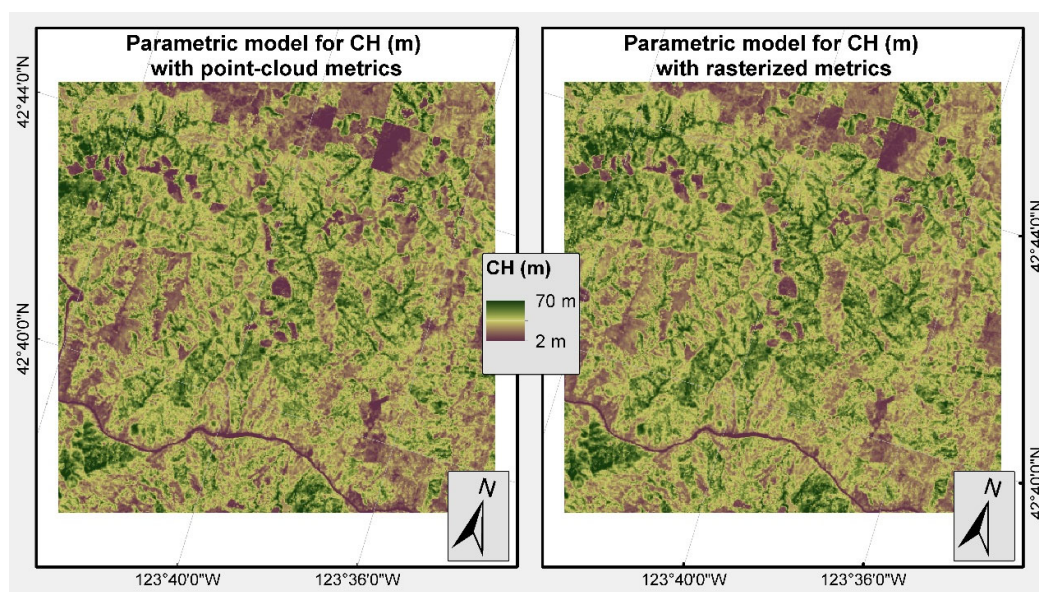 Parametric model for CH (m)
with point-cloud metrics
Parametric model for CH (m)
with rasterized metrics
42°44'0"N
42°40'0"N
CH (m)
70 m
2 m
42°44'0"N
42°40'0"N
N
N
123°40'0"W
123°36'0"W
123°40'0"W
123°36'0"W